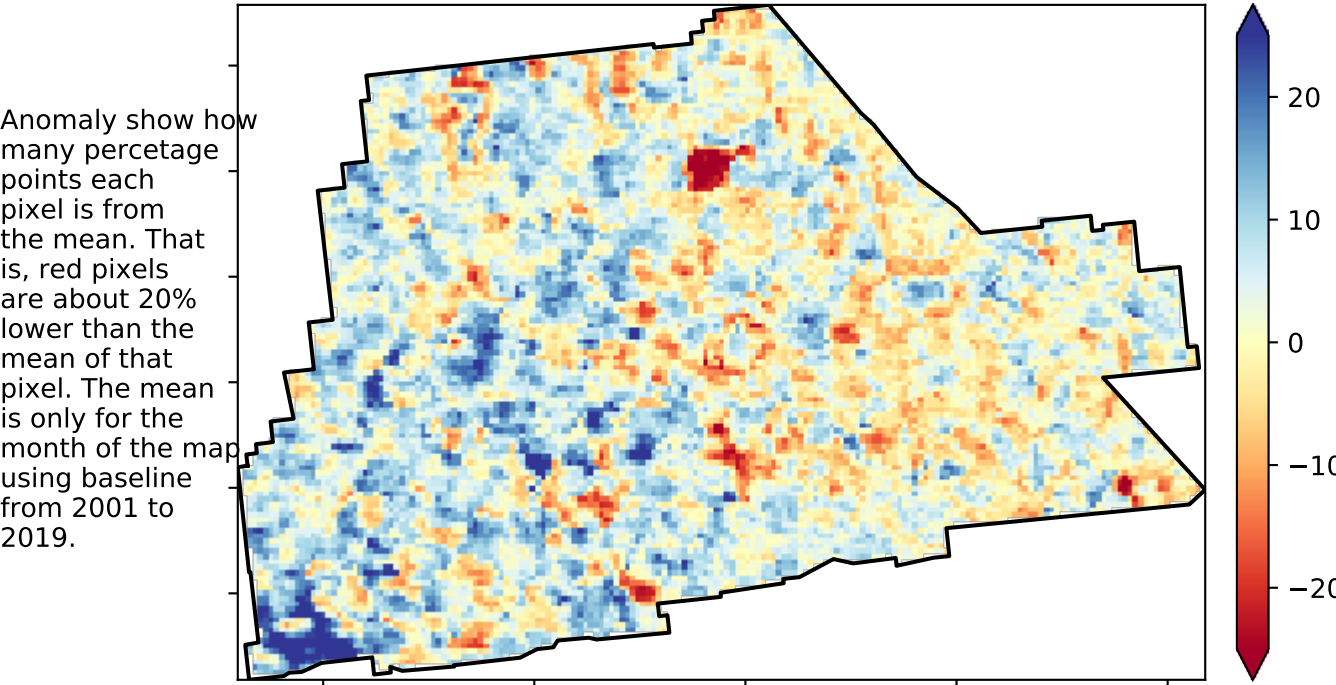 Anomaly show how
many percetage
points each
pixel is from
the mean. That
is, red pixels
are about 20%
lower than the
mean of that
pixel. The mean
is only for the
month of the map
using baseline
from 2001 to
2019.
20
10
0
−10
−20